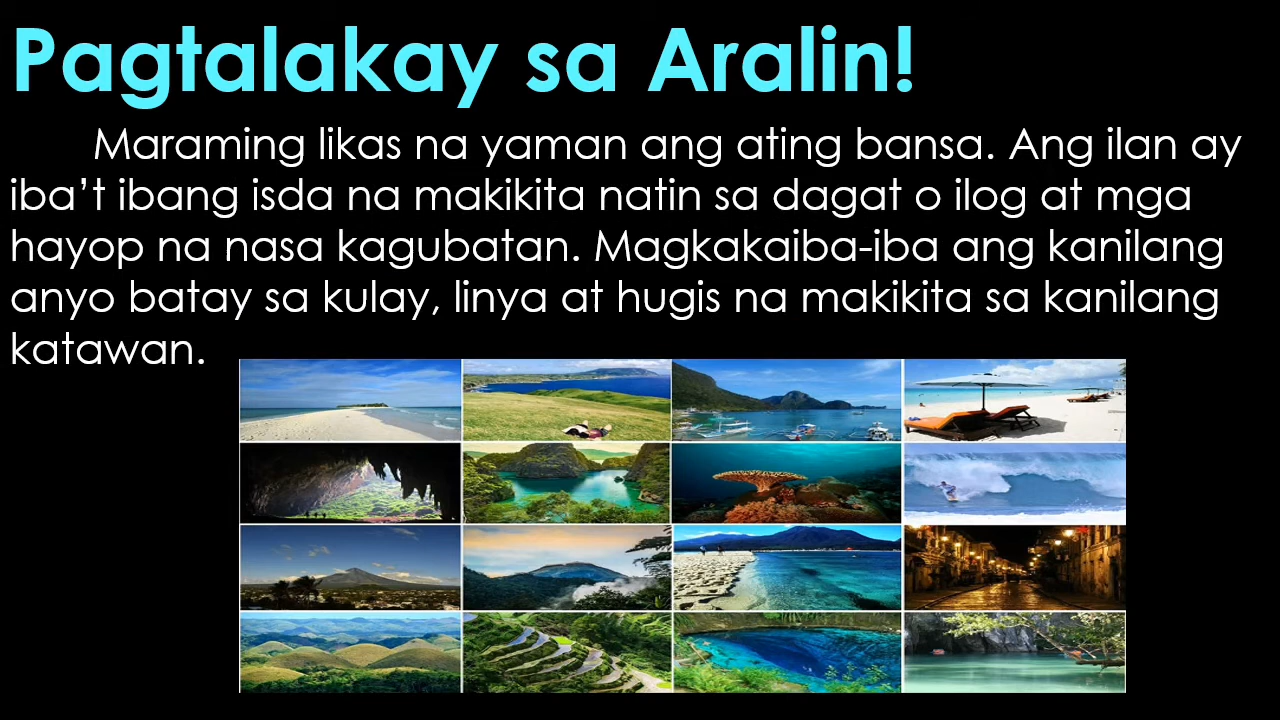 Pagtalakay sa Aralin!
Maraming likas na yaman ang ating bansa. Ang ilan ay
iba’t ibang isda na makikita natin sa dagat o ilog at mga
hayop na nasa kagubatan. Magkakaiba-iba ang kanilang
anyo batay sa kulay, linya at hugis na makikita sa kanilang
katawan.